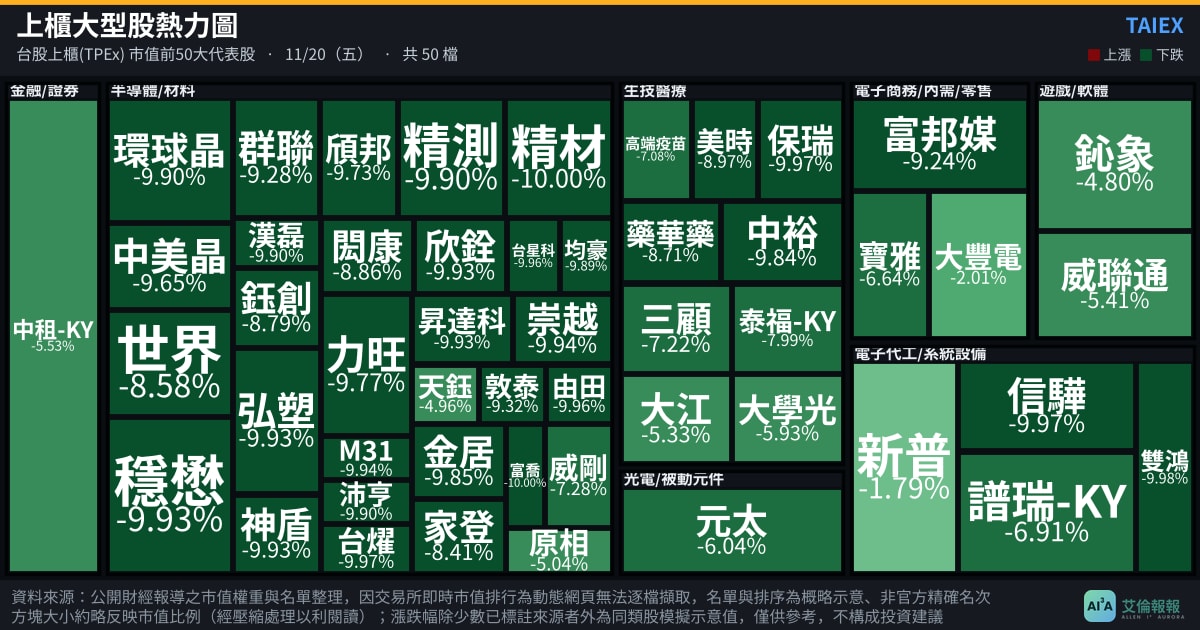 上櫃大型股熱力圖
TAIEX
台股上櫃(TPEx) 市值前50大代表股 · 11/20（五） · 共 50 檔
上漲 下跌
金融/證券
中租-KY
-5.53%
半導體/材料
環球晶
-9.90%
群聯
-9.28%
頎邦
-9.73%
精測
-9.90%
精材
-10.00%
中美晶
-9.65%
漢磊
-9.90%
閎康
-8.86%
欣銓
-9.93%
台星科
-9.96%
均豪
-9.89%
鈺創
-8.79%
世界
-8.58%
力旺
-9.77%
昇達科
-9.93%
崇越
-9.94%
弘塑
-9.93%
天鈺
-4.96%
敦泰
-9.32%
由田
-9.96%
穩懋
-9.93%
M31
-9.94%
金居
-9.85%
富喬
-10.00%
威剛
-7.28%
沛亨
-9.90%
神盾
-9.93%
台燿
-9.97%
家登
-8.41%
原相
-5.04%
生技醫療
高端疫苗
-7.08%
美時
-8.97%
保瑞
-9.97%
藥華藥
-8.71%
中裕
-9.84%
三顧
-7.22%
泰福-KY
-7.99%
大江
-5.33%
大學光
-5.93%
光電/被動元件
元太
-6.04%
電子商務/內需/零售
富邦媒
-9.24%
寶雅
-6.64%
大豐電
-2.01%
遊戲/軟體
鈊象
-4.80%
威聯通
-5.41%
電子代工/系統設備
新普
-1.79%
信驊
-9.97%
譜瑞-KY
-6.91%
雙鴻
-9.98%
資料來源：公開財經報導之市值權重與名單整理，因交易所即時市值排行為動態網頁無法逐檔擷取，名單與排序為概略示意、非官方精確名次
方塊大小約略反映市值比例（經壓縮處理以利閱讀）；漲跌幅除少數已標註來源者外為同類股模擬示意值，僅供參考，不構成投資建議
艾倫報報